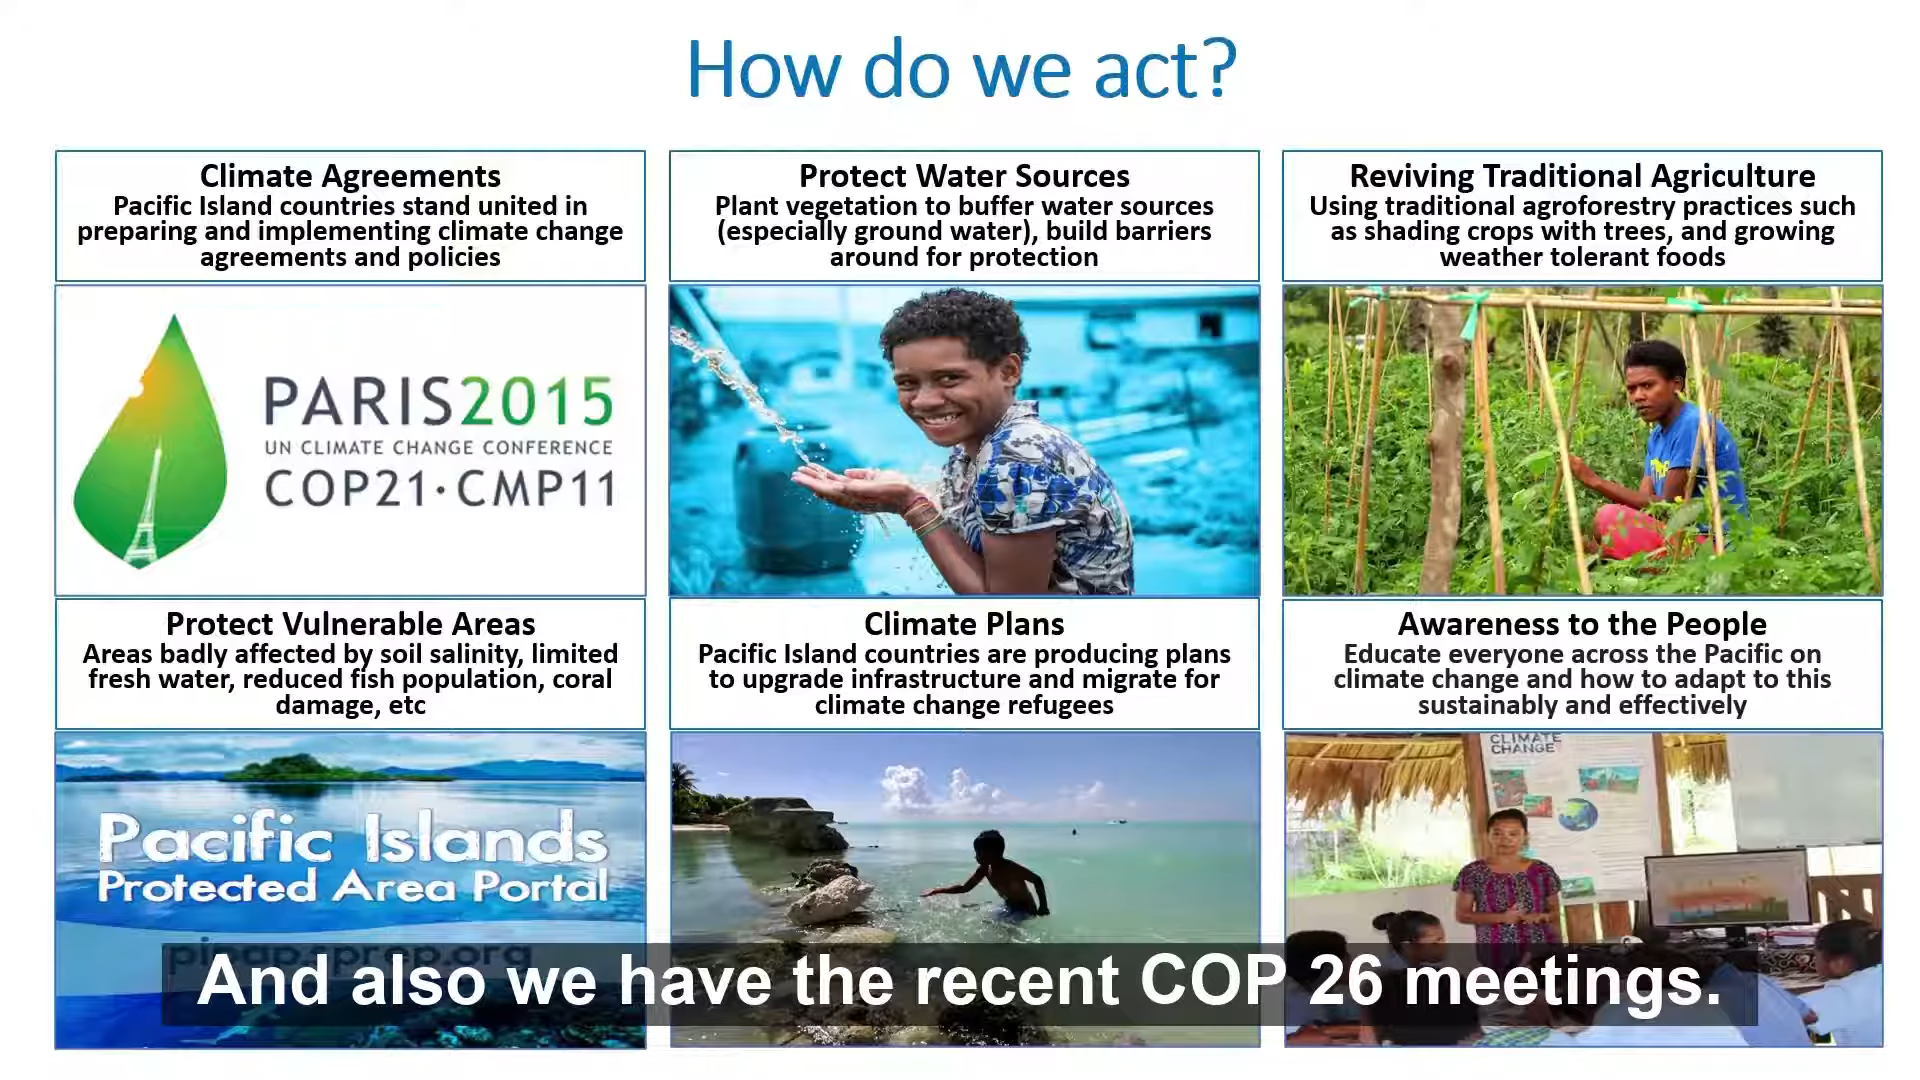 How do we act?
Climate Agreements
Pacific Island countries stand united in
preparing and implementing climate change
agreements and policies
Protect Water Sources
Plant vegetation to buffer water sources
(especially ground water), build barriers
around for protection
Reviving Traditional Agriculture
Using traditional agroforestry practices such
as shading crops with trees, and growing
weather tolerant foods
PARIS2015
UN CLIMATE CHANGE CONFERENCE
COP21·CMP11
Protect Vulnerable Areas
Areas badly affected by soil salinity, limited
fresh water, reduced fish population, coral
damage, etc
Climate Plans
Pacific Island countries are producing plans
to upgrade infrastructure and migrate for
climate change refugees
Awareness to the People
Educate everyone across the Pacific on
climate change and how to adapt to this
sustainably and effectively
Pacific Islands
Protected Area Portal
pipap.sprep.org
CLIMATE
CHANGE
And also we have the recent COP 26 meetings.